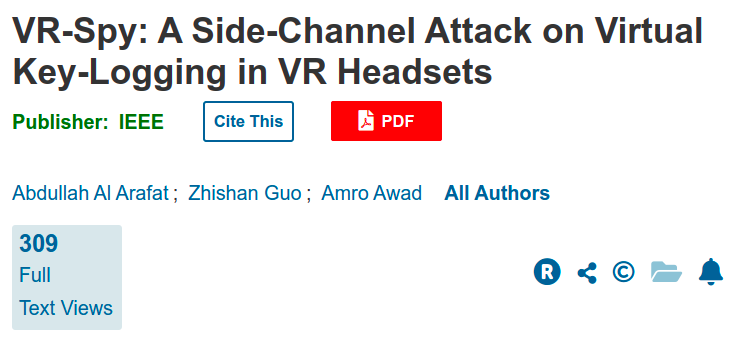 VR-Spy: A Side-Channel Attack on Virtual
Key-Logging in VR Headsets
Publisher: IEEE Cite This PDF
Abdullah Al Arafat ; Zhishan Guo ; Amro Awad All Authors
309
Full
Text Views
R ©